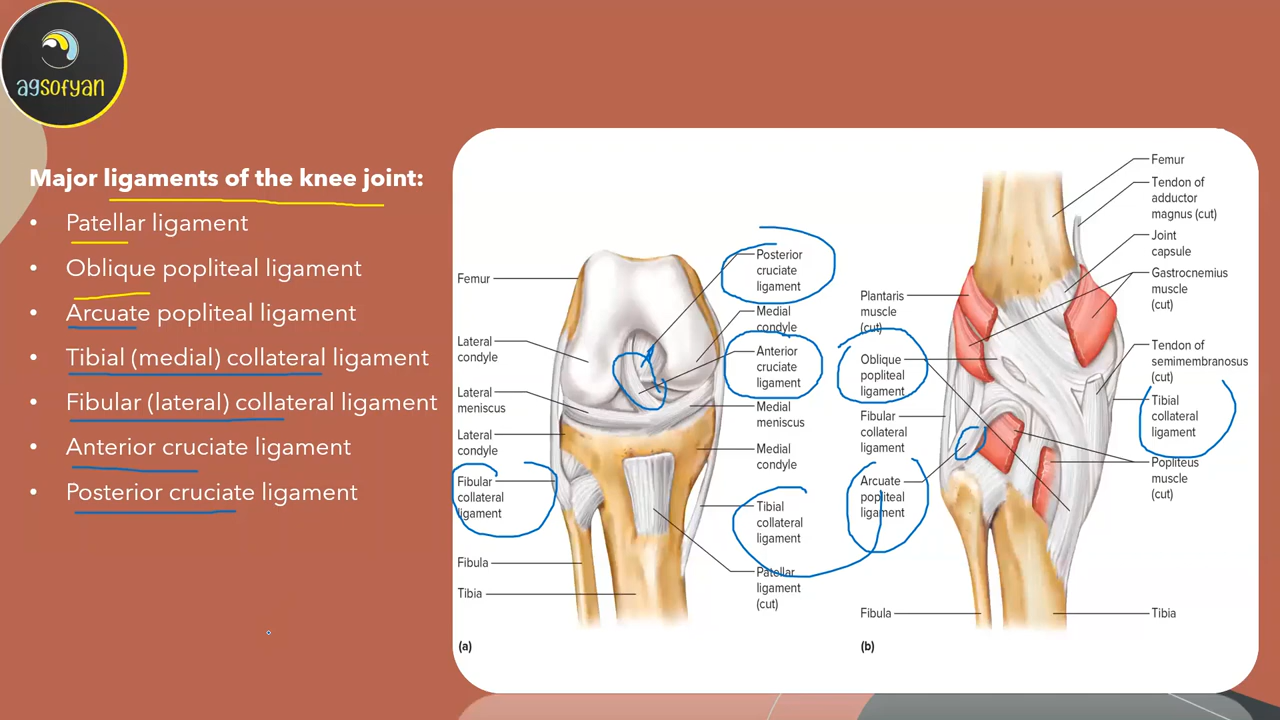 agsofyan
Major ligaments of the knee joint:
• Patellar ligament
• Oblique popliteal ligament
• Arcuate popliteal ligament
• Tibial (medial) collateral ligament
• Fibular (lateral) collateral ligament
• Anterior cruciate ligament
• Posterior cruciate ligament
Femur
Lateral
condyle
Lateral
meniscus
Lateral
condyle
Fibular
collateral
ligament
Fibula
Tibia
(a)
Posterior
cruciate
ligament
Medial
condyle
Anterior
cruciate
ligament
Medial
meniscus
Medial
condyle
Tibial
collateral
ligament
Patellar
ligament
(cut)
Plantaris
muscle
(cut)
Oblique
popliteal
ligament
Fibular
collateral
ligament
Arcuate
popliteal
ligament
Fibula
(b)
Femur
Tendon of
adductor
magnus (cut)
Joint
capsule
Gastrocnemius
muscle
(cut)
Tendon of
semimembranosus
(cut)
Tibial
collateral
ligament
Popliteus
muscle
(cut)
Tibia